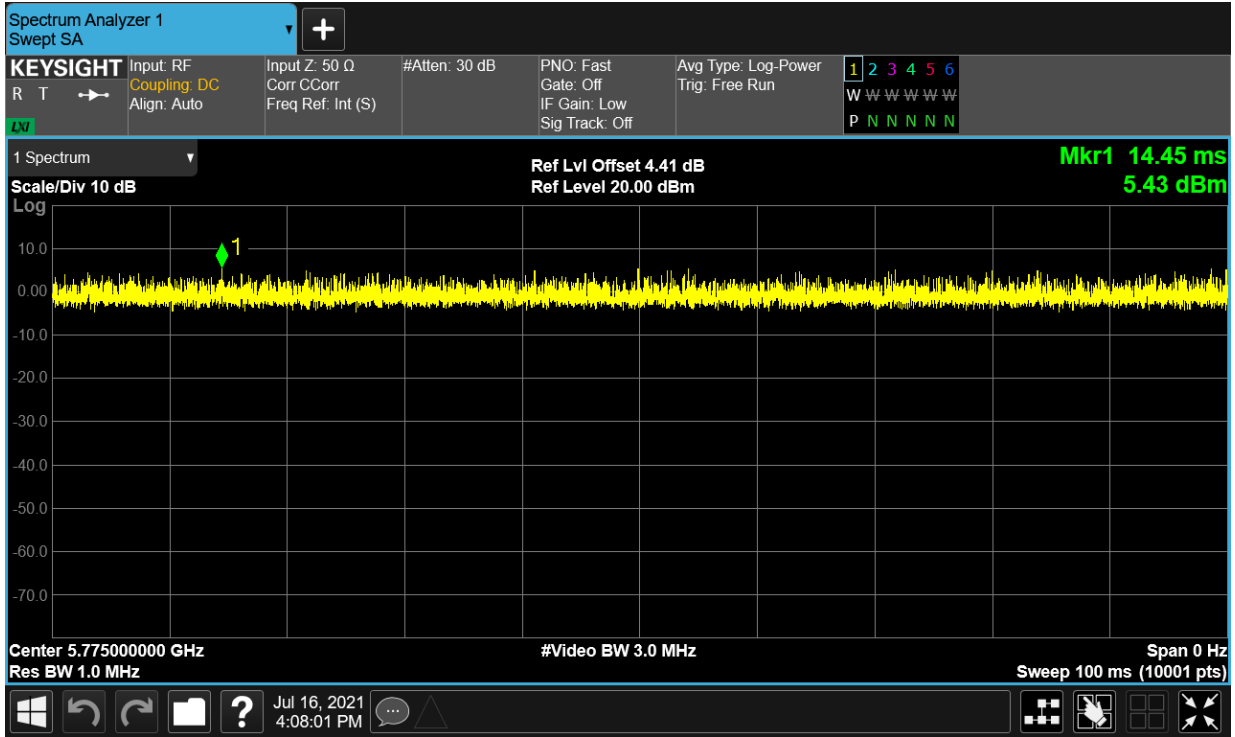 Spectrum Analyzer 1
Swept SA
KEYSIGHT
R T
LXI
Input: RF
Coupling: DC
Align: Auto
Input Z: 50 Ω
Corr CCorr
Freq Ref: Int (S)
#Atten: 30 dB
PNO: Fast
Gate: Off
IF Gain: Low
Sig Track: Off
Avg Type: Log-Power
Trig: Free Run
1 2 3 4 5 6
W W W W W W
P N N N N N
1 Spectrum
Scale/Div 10 dB
Log
Ref Lvl Offset 4.41 dB
Ref Level 20.00 dBm
Mkr1 14.45 ms
5.43 dBm
1
10.0
0.00
-10.0
-20.0
-30.0
-40.0
-50.0
-60.0
-70.0
Center 5.775000000 GHz
Res BW 1.0 MHz
#Video BW 3.0 MHz
Span 0 Hz
Sweep 100 ms (10001 pts)
?
Jul 16, 2021
4:08:01 PM